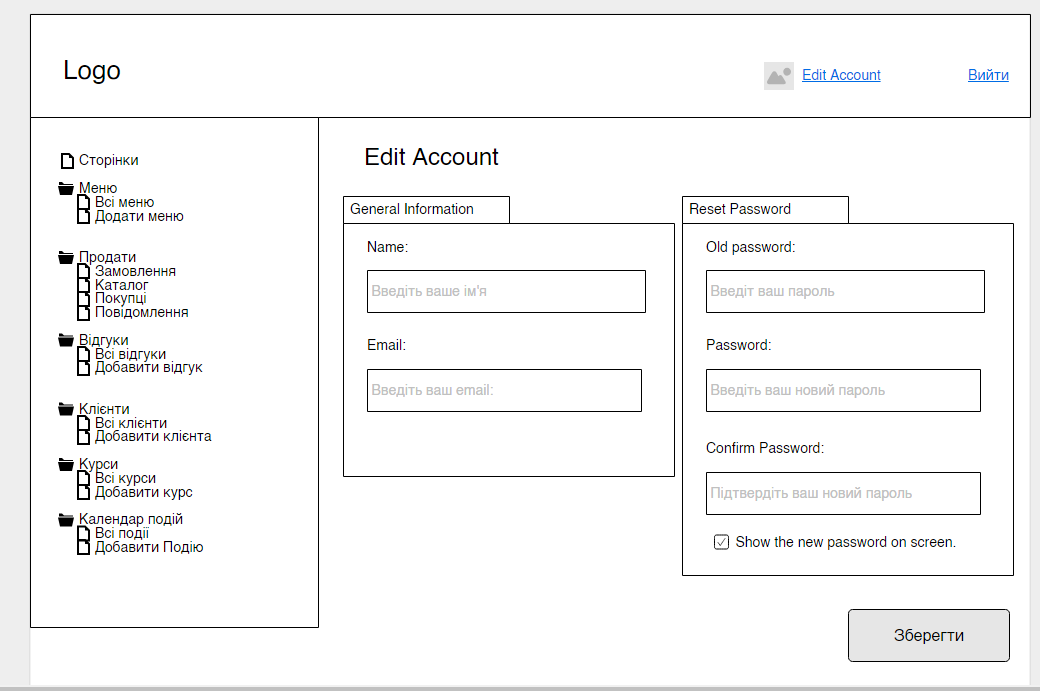 Logo
Edit Account
Вийти
Сторінки
Меню
Всі меню
Додати меню
Продати
Замовлення
Каталог
Покупці
Повідомлення
Відгуки
Всі відгуки
Добавити відгук
Клієнти
Всі клієнти
Добавити клієнта
Курси
Всі курси
Добавити курс
Календар подій
Всі події
Добавити Подію
Edit Account
General Information
Name:
Введіть ваше ім'я
Email:
Введіть ваш email:
Reset Password
Old password:
Введіт ваш пароль
Password:
Введіть ваш новий пароль
Confirm Password:
Підтвердіть ваш новий пароль
Show the new password on screen.
Зберегти